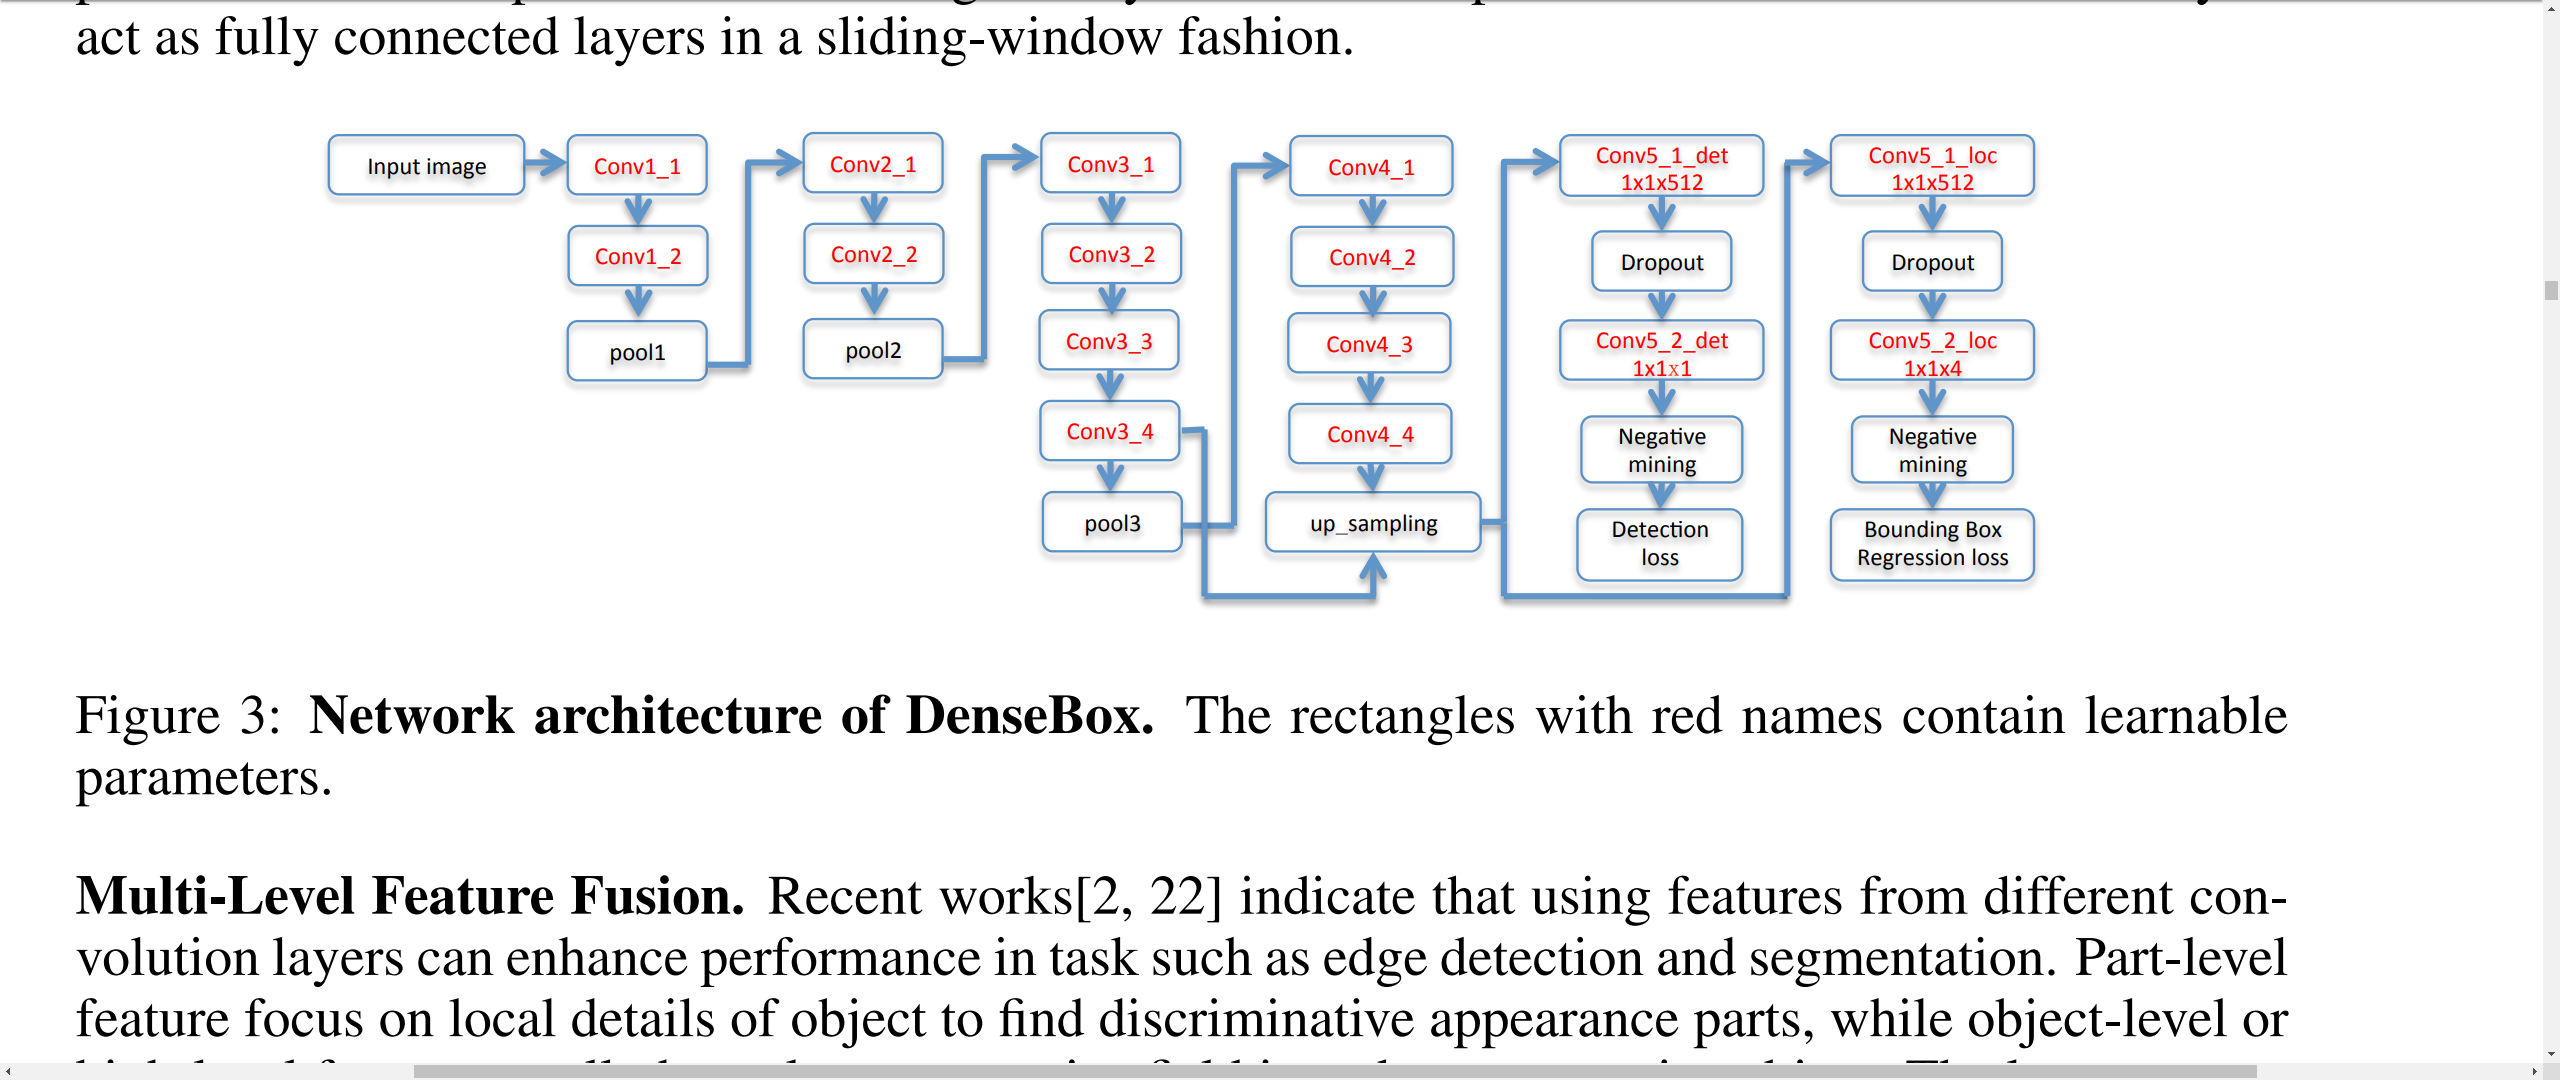 act as fully connected layers in a sliding-window fashion.
Input image
Conv1_1
Conv1_2
pool1
Conv2_1
Conv2_2
pool2
Conv3_1
Conv3_2
Conv3_3
Conv3_4
pool3
Conv4_1
Conv4_2
Conv4_3
Conv4_4
up_sampling
Conv5_1_det
1x1x512
Dropout
Conv5_2_det
1x1x1
Negative
mining
Detection
loss
Conv5_1_loc
1x1x512
Dropout
Conv5_2_loc
1x1x4
Negative
mining
Bounding Box
Regression loss
Figure 3: Network architecture of DenseBox. The rectangles with red names contain learnable
parameters.
Multi-Level Feature Fusion. Recent works[2, 22] indicate that using features from different con-
volution layers can enhance performance in task such as edge detection and segmentation. Part-level
feature focus on local details of object to find discriminative appearance parts, while object-level or